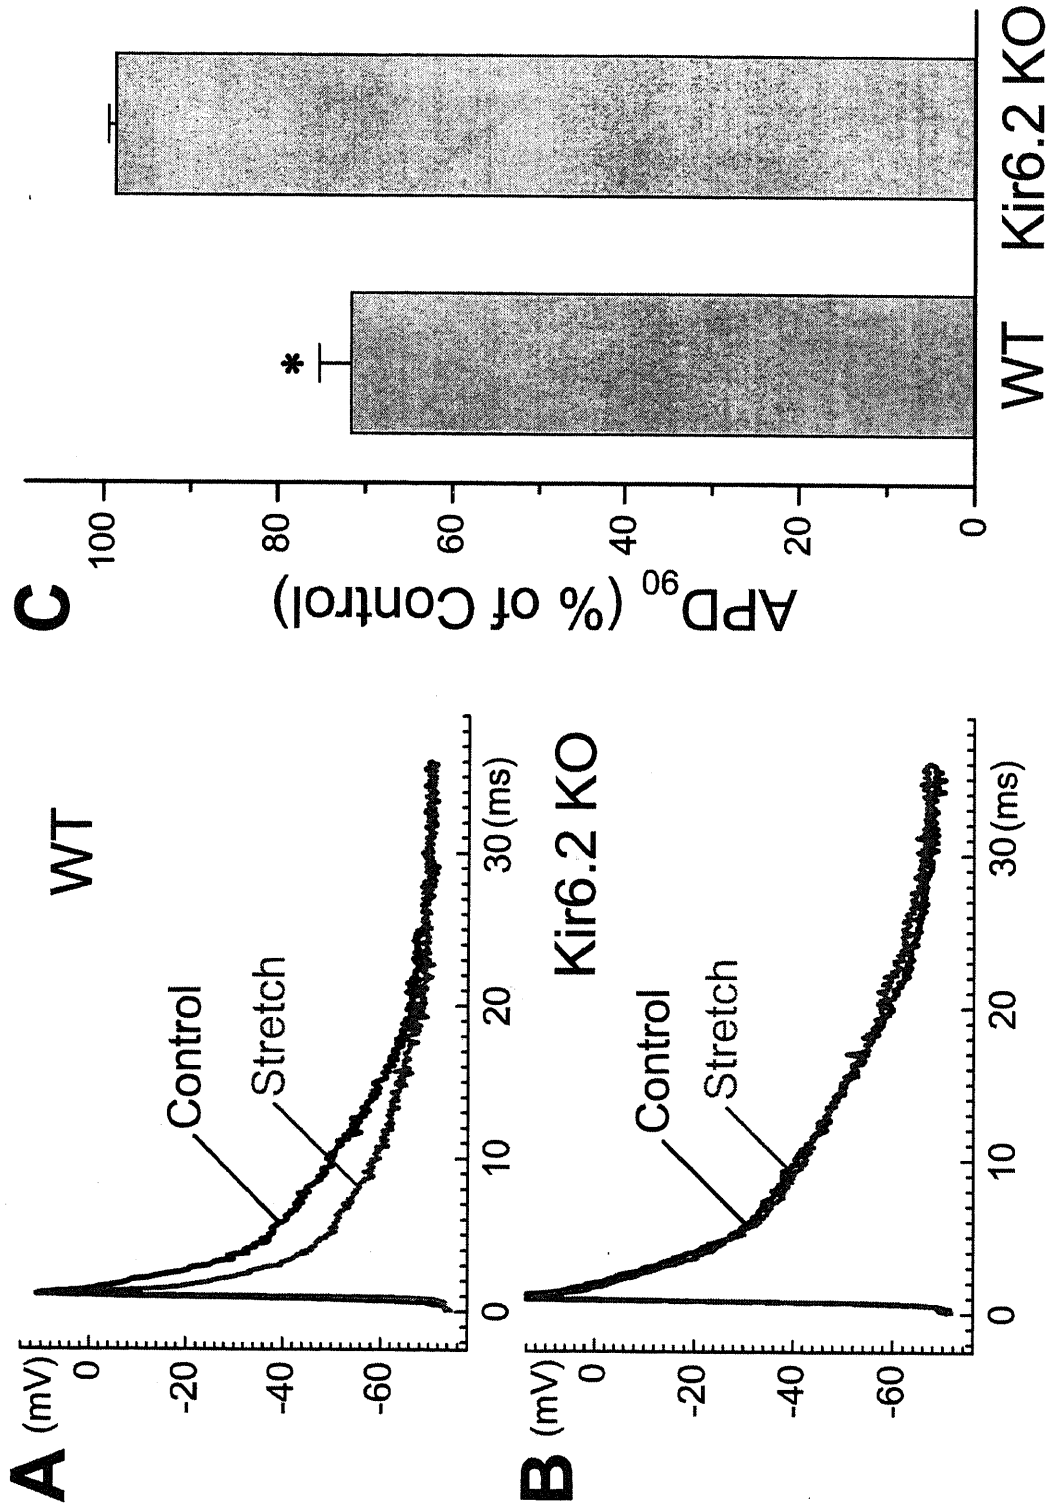 A
(mV)
WT
0
-20
-40
-60
Control
Stretch
0
10
20
30 (ms)
B
(mV)
Kir6.2 KO
0
-20
-40
-60
Control
Stretch
0
10
20
30 (ms)
C
APD90 (% of Control)
100
80
60
40
20
0
*
WT
Kir6.2 KO